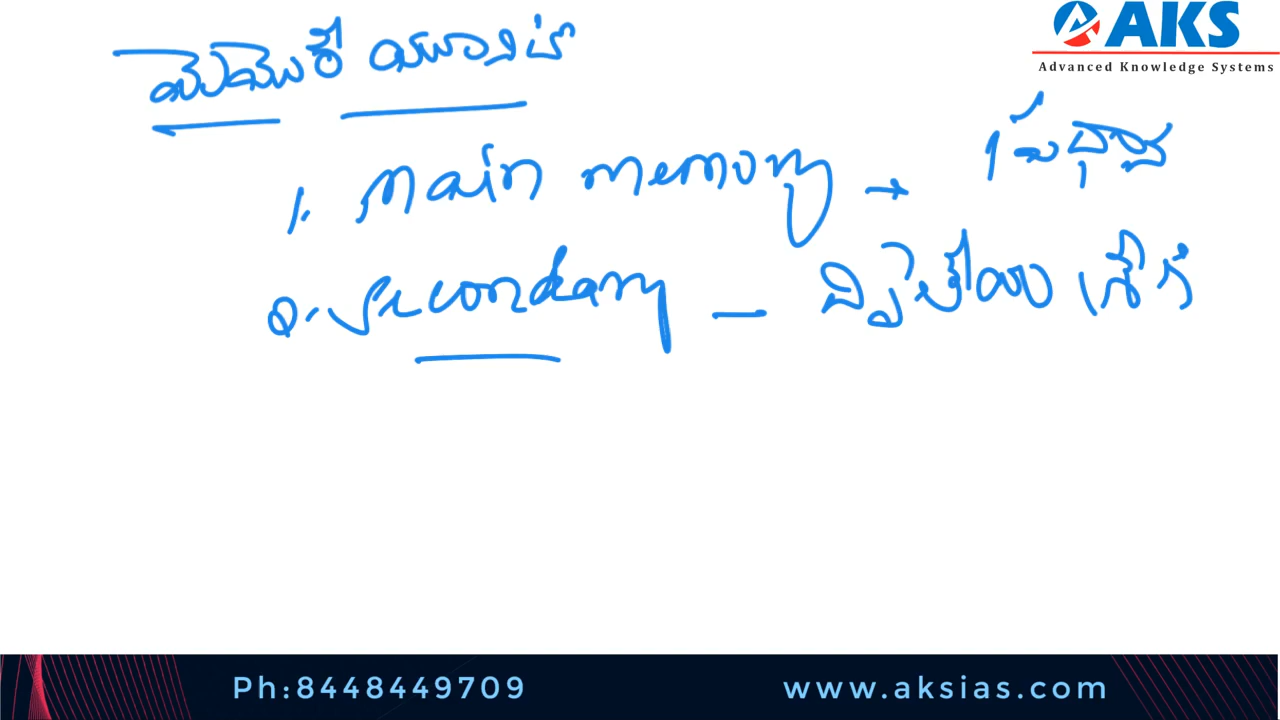 AKS
Advanced Knowledge Systems
ಮೆಮೊರಿ ಯೂನಿಟ್
1. Main memory →
2. Secondary – ದ್ವಿತೀಯ
Ph:8448449709
www.aksias.com